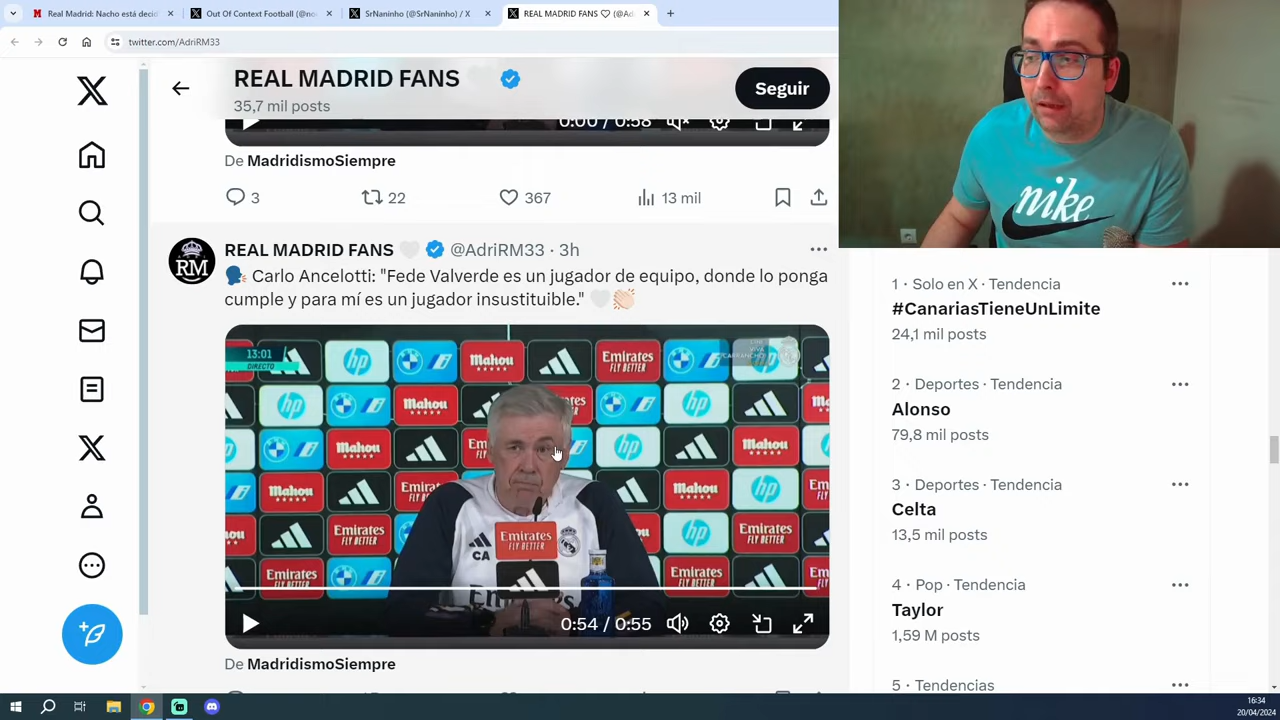 Real Madrid: Nacho está decid
Out Of Context Football (@no
SrNaninho (@SrNaninho) / X
REAL MADRID FANS 🤍 (@Ad
twitter.com/AdriRM33
REAL MADRID FANS
35,7 mil posts
Seguir
0:00 / 0:58
De MadridismoSiempre
3
22
367
13 mil
REAL MADRID FANS 🤍 @AdriRM33 · 3h
🗣️ Carlo Ancelotti: "Fede Valverde es un jugador de equipo, donde lo ponga
cumple y para mí es un jugador insustituible." 🤍👏🏻
13:01
DIRECTO
hp
Mahou
Emirates
FLY BETTER
CA
Emirates
FLY BETTER
0:54 / 0:55
De MadridismoSiempre
nike
1 · Solo en X · Tendencia
#CanariasTieneUnLimite
24,1 mil posts
2 · Deportes · Tendencia
Alonso
79,8 mil posts
3 · Deportes · Tendencia
Celta
13,5 mil posts
4 · Pop · Tendencia
Taylor
1,59 M posts
5 · Tendencias
16:34
20/04/2024